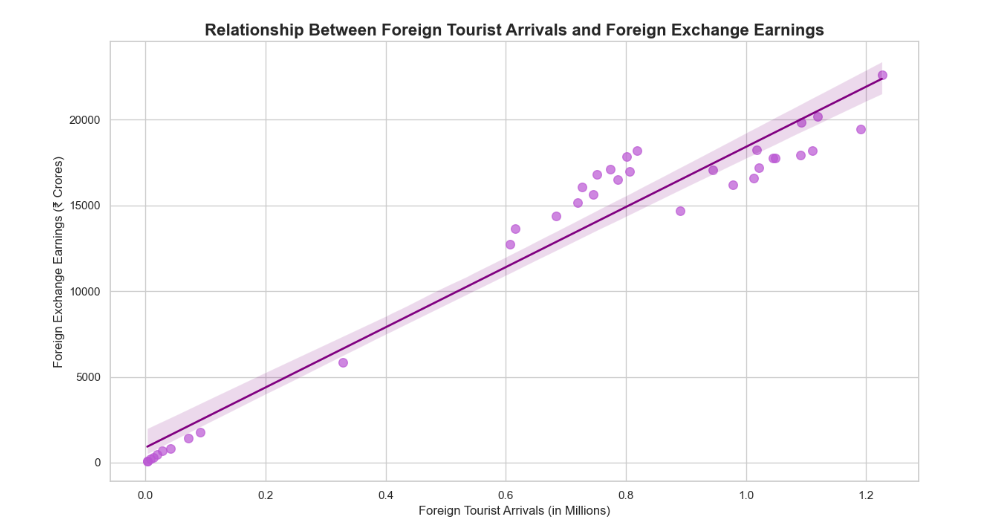 Relationship Between Foreign Tourist Arrivals and Foreign Exchange Earnings
Foreign Exchange Earnings (₹ Crores)
20000
15000
10000
5000
0
0.0 0.2 0.4 0.6 0.8 1.0 1.2
Foreign Tourist Arrivals (in Millions)